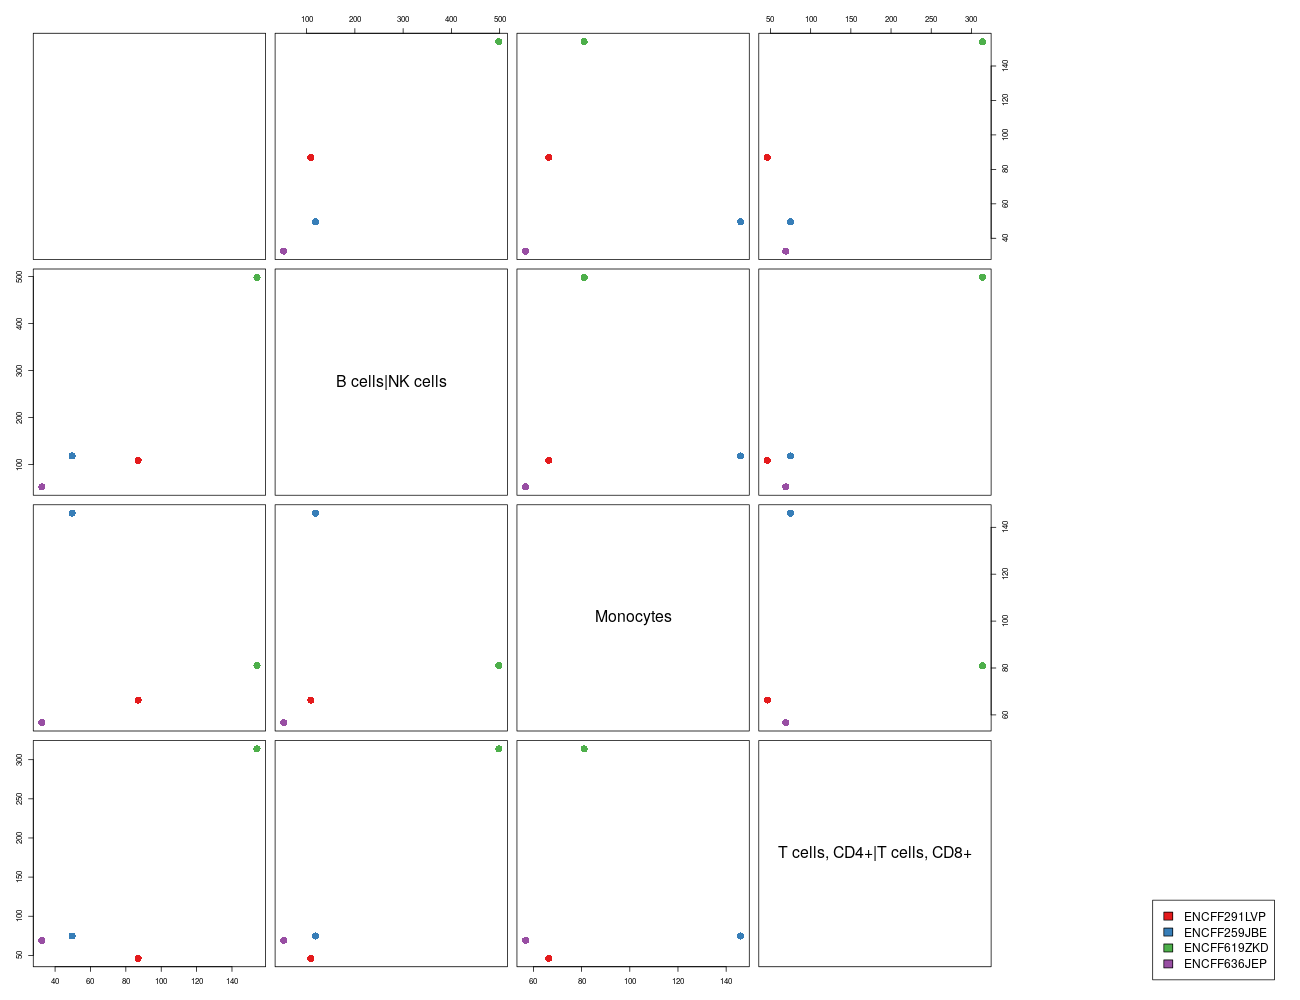 100 200 300 400 500
50 100 150 200 250 300
140
120
100
80
60
40
500
400
300
200
100
B cells|NK cells
Monocytes
140
120
100
80
60
300
250
200
150
100
50
T cells, CD4+|T cells, CD8+
40 60 80 100 120 140
60 80 100 120 140
ENCFF291LVP
ENCFF259JBE
ENCFF619ZKD
ENCFF636JEP